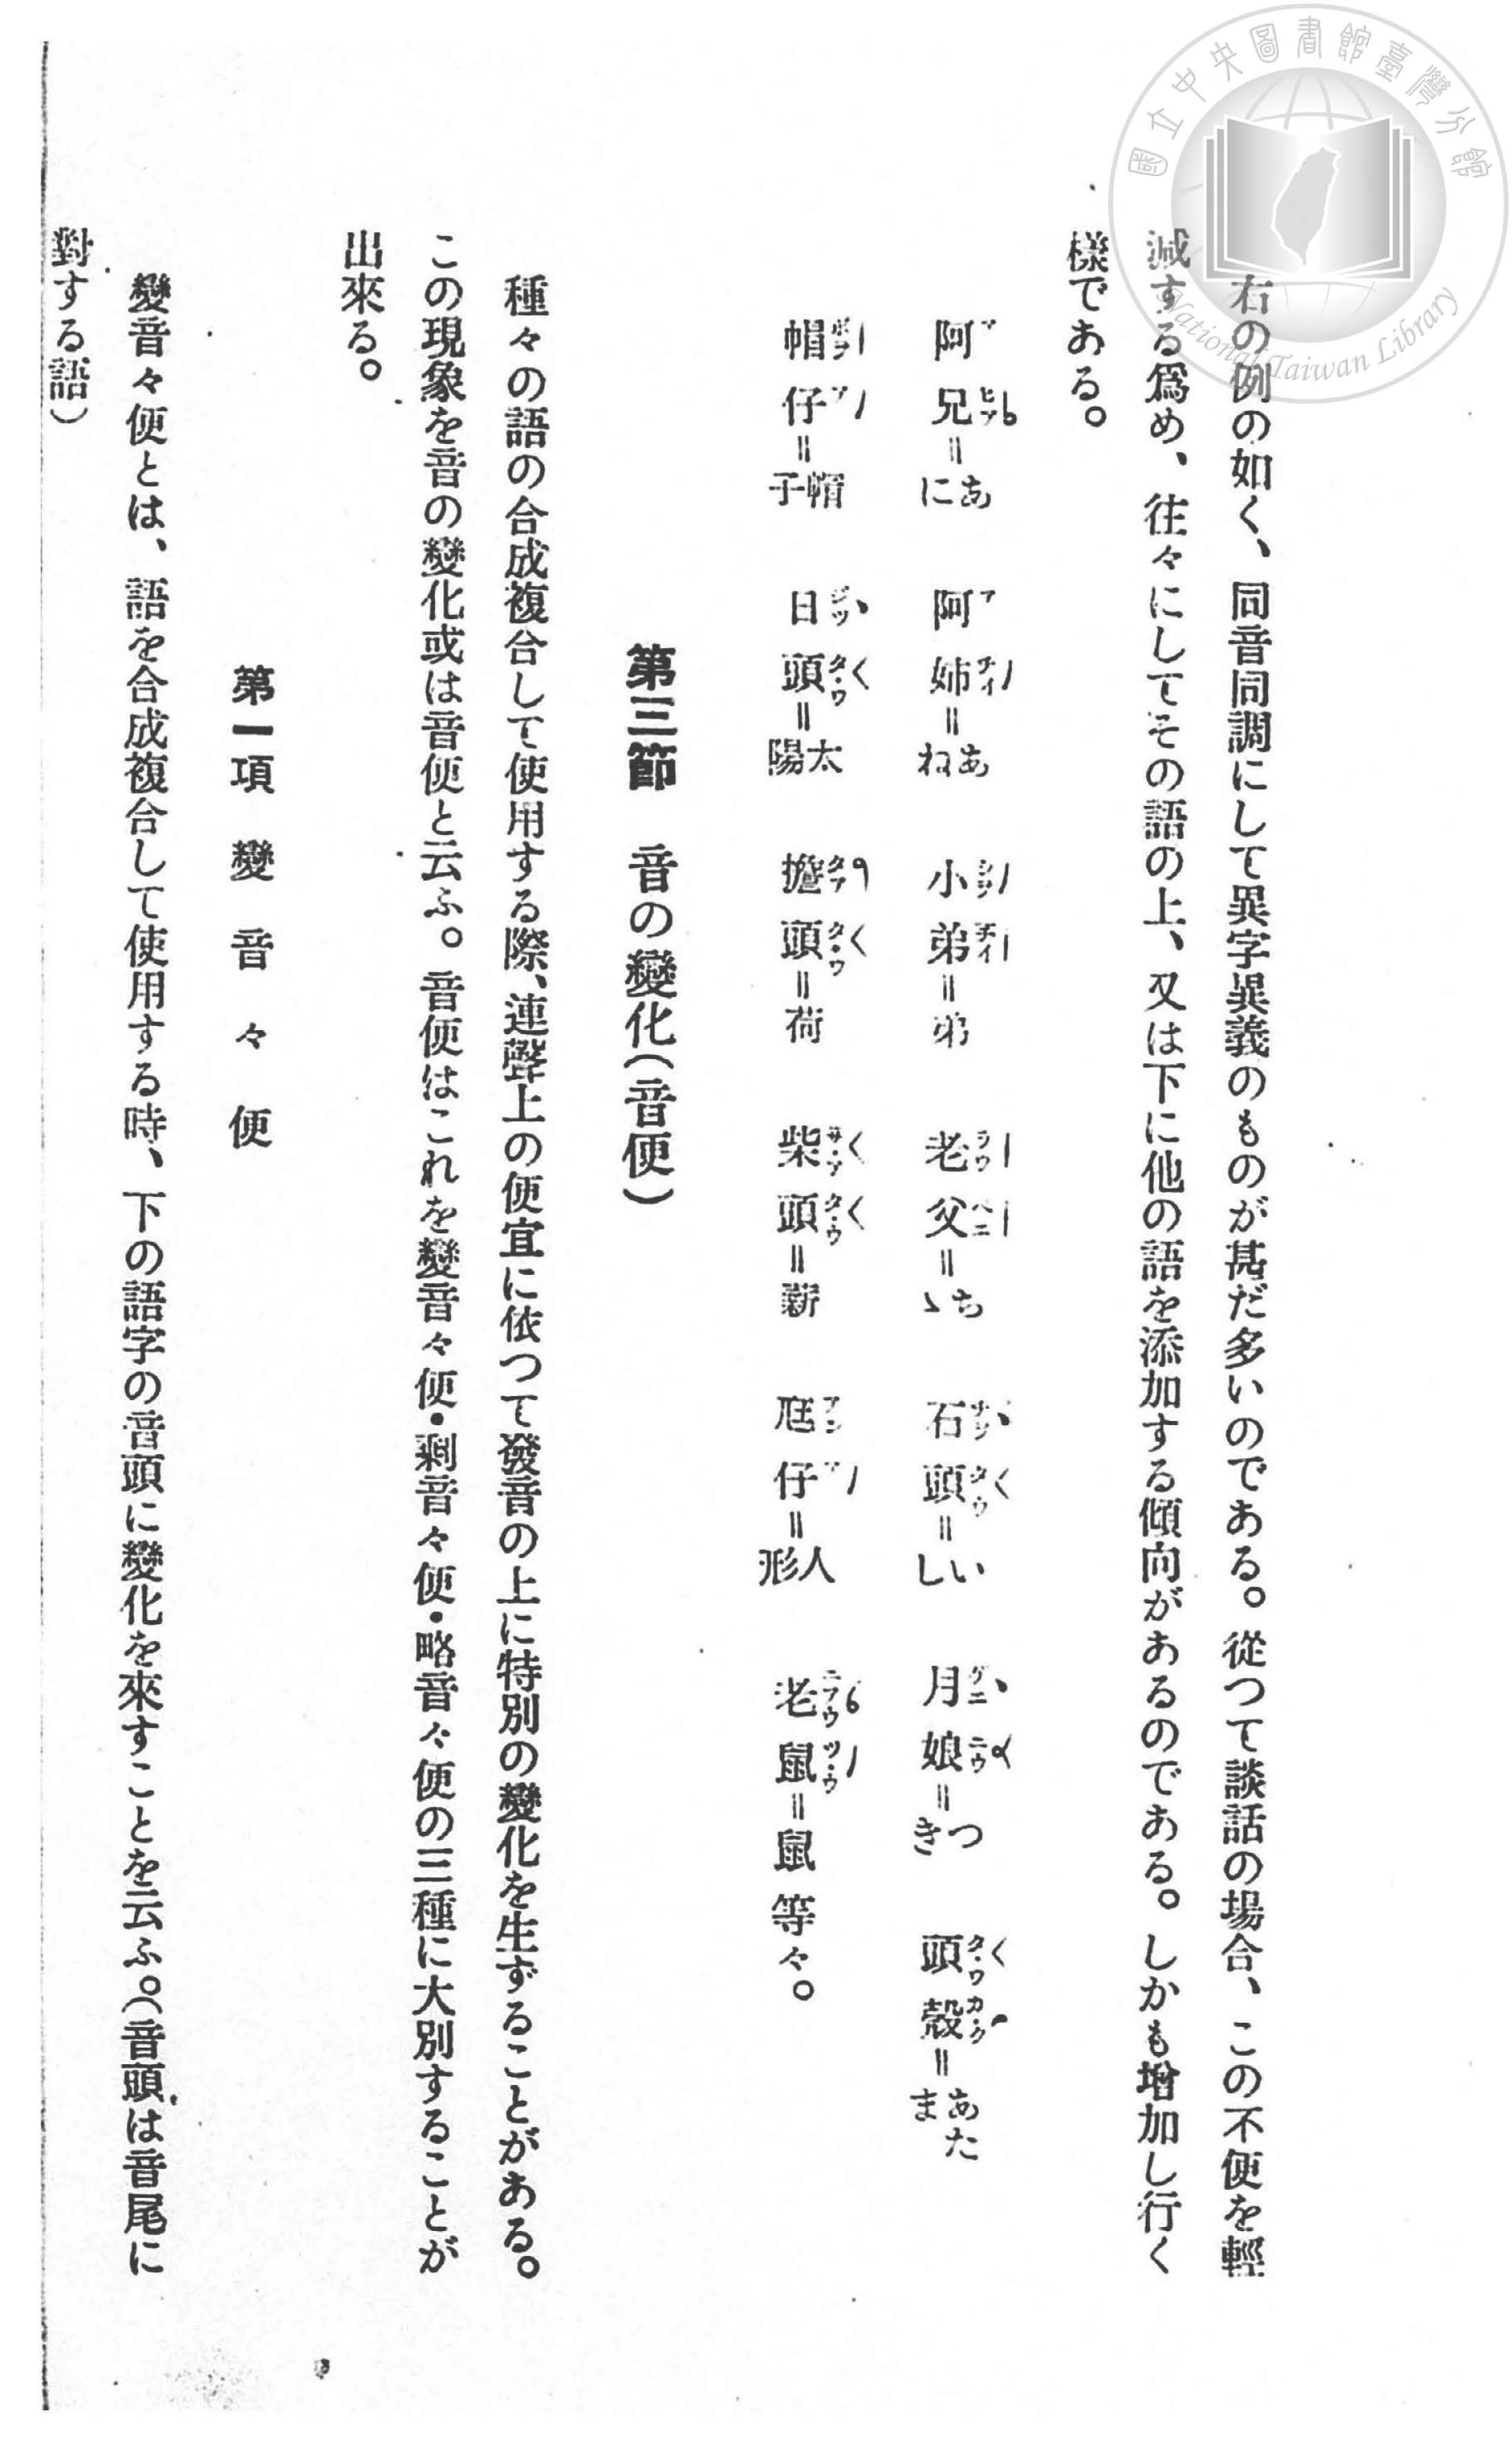 右の例の如く、同音同調にして異字異義のものが甚だ多いのである。從つて談話の場合、この不便を輕
減する爲め、往々にしてその語の上、又は下に他の語を添加する傾向があるのである。しかも增加し行く
樣である。
阿兄=あに 阿姉=あね 小弟=弟 老父=ちゝ 石頭=いし 月娘=つき 頭殼=あたま
帽仔=帽子 日頭=太陽 擔頭=荷 柴頭=薪 尫仔=人形 老鼠=鼠 等々。
第三節 音の變化(音便)
種々の語の合成複合して使用する際、連聲上の便宜に依つて發音の上に特別の變化を生ずることがある。
この現象を音の變化或は音便と云ふ。音便はこれを變音々便・剩音々便・略音々便の三種に大別することが
出來る。
第一項 變音々便
變音々便とは、語を合成複合して使用する時、下の語字の音頭に變化を來すことを云ふ。(音頭は音尾に
對する語)
國立中央圖書館臺灣分館
National Taiwan Library